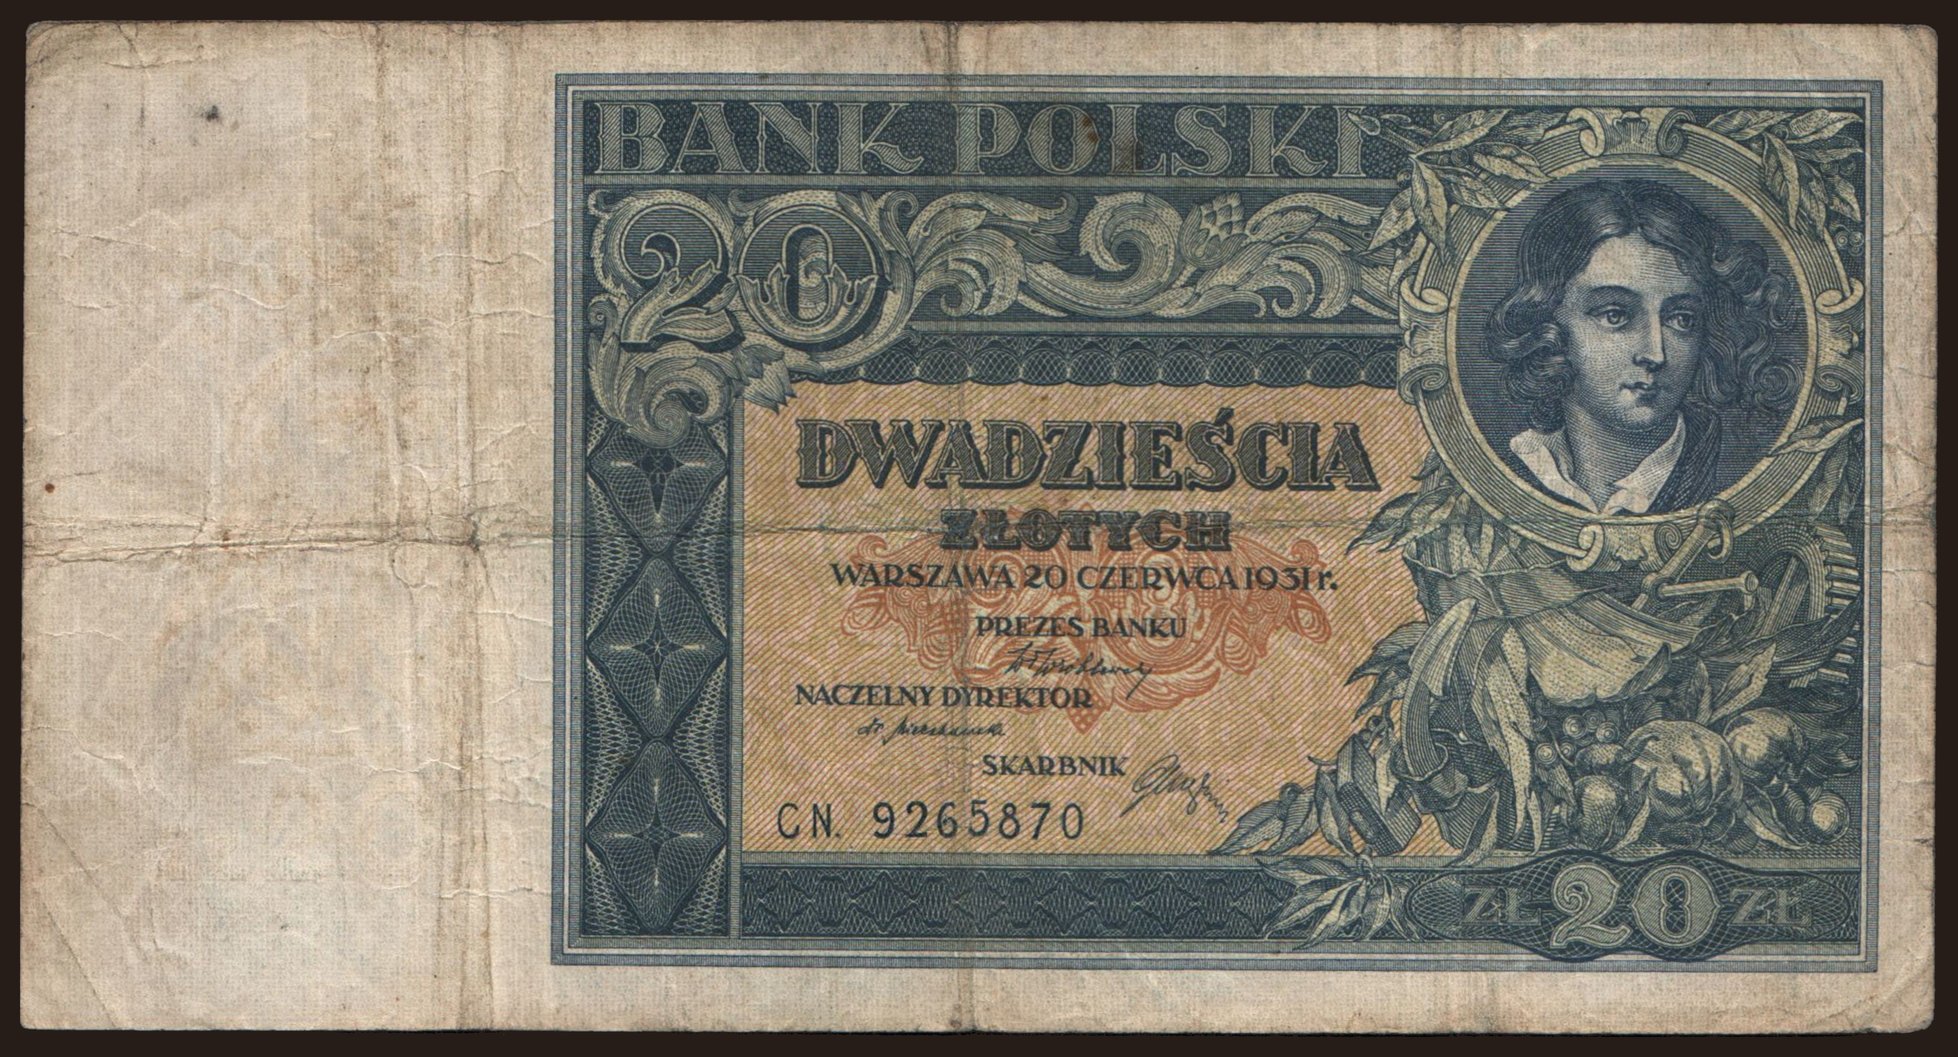 BANK POLSKI
20
DWADZIEŚCIA
ZŁOTYCH
WARSZAWA 20 CZERWCA 1931 r.
PREZES BANKU
NACZELNY DYREKTOR
SKARBNIK
CN. 9265870
ZŁ 20 ZŁ